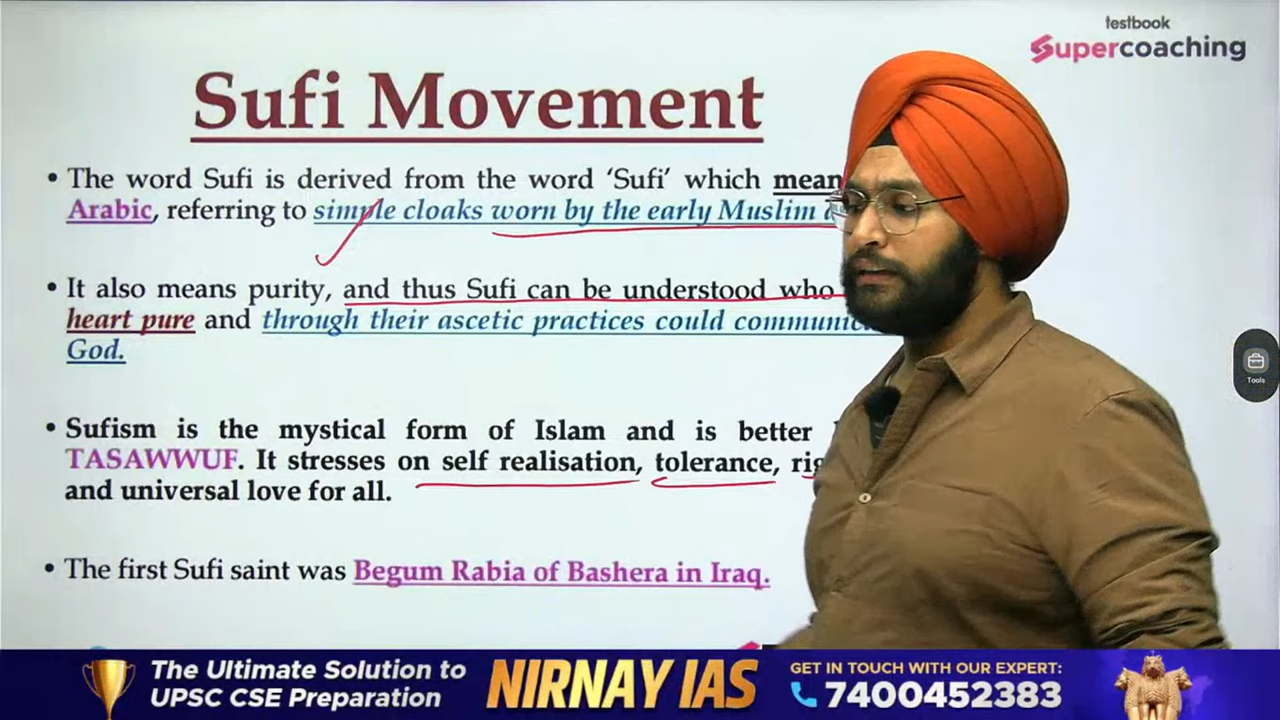 testbook
Supercoaching
Sufi Movement
• The word Sufi is derived from the word ‘Sufi’ which mean
Arabic, referring to simple cloaks worn by the early Muslim
• It also means purity, and thus Sufi can be understood who
heart pure and through their ascetic practices could
God.
• Sufism is the mystical form of Islam and is better
TASAWWUF. It stresses on self realisation, tolerance,
and universal love for all.
• The first Sufi saint was Begum Rabia of Bashera in Iraq.
Tools
The Ultimate Solution to
UPSC CSE Preparation
NIRNAY IAS
GET IN TOUCH WITH OUR EXPERT:
7400452383